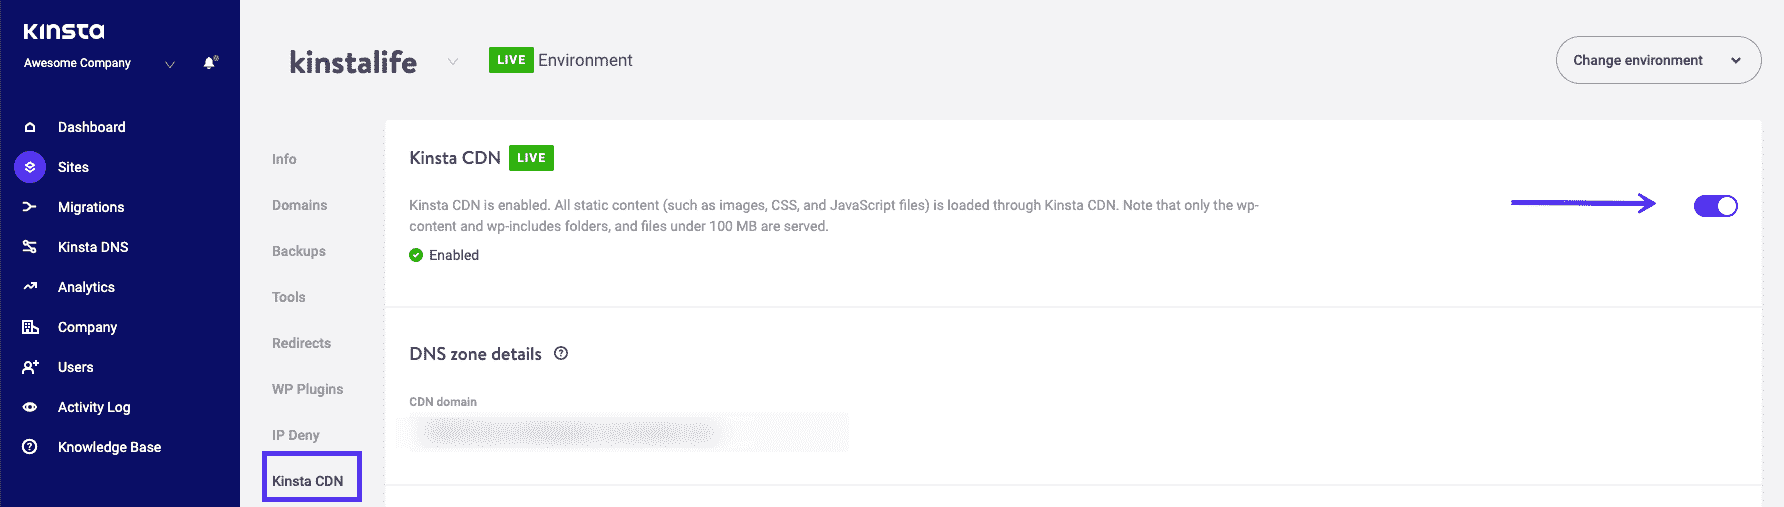 Kinsta
Awesome Company
Dashboard
Sites
Migrations
Kinsta DNS
Analytics
Company
Users
Activity Log
Knowledge Base
kinstalife
LIVE Environment
Change environment
Info
Domains
Backups
Tools
Redirects
WP Plugins
IP Deny
Kinsta CDN
Kinsta CDN LIVE
Kinsta CDN is enabled. All static content (such as images, CSS, and JavaScript files) is loaded through Kinsta CDN. Note that only the wp-
content and wp-includes folders, and files under 100 MB are served.
Enabled
DNS zone details
CDN domain